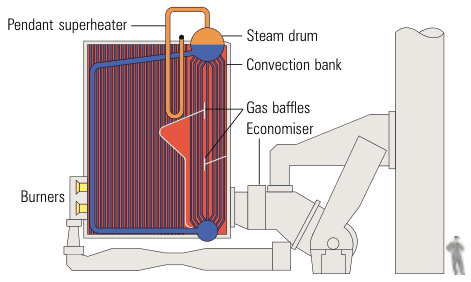 Pendant superheater
Steam drum
Convection bank
Gas baffles
Economiser
Burners